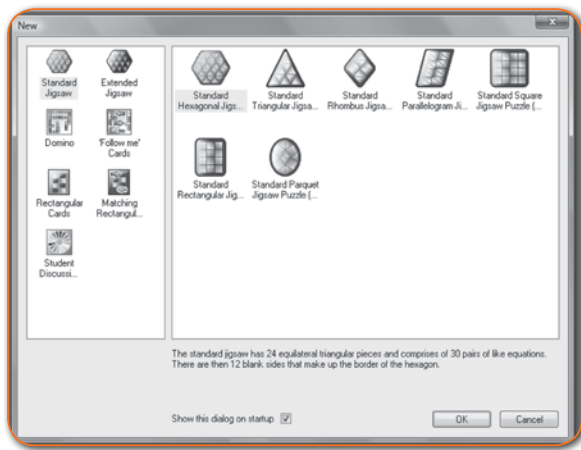 New
Standard
Jigsaw
Extended
Jigsaw
Domino
'Follow me'
Cards
Rectangular
Cards
Matching
Rectangul...
Student
Discussi...
Standard
Hexagonal Jigs...
Standard
Triangular Jigsa...
Standard
Rhombus Jigsa...
Standard
Parallelogram Ji...
Standard Square
Jigsaw Puzzle (...
Standard
Rectangular Jig...
Standard Parquet
Jigsaw Puzzle (...
The standard jigsaw has 24 equilateral triangular pieces and comprises of 30 pairs of like equations.
There are then 12 blank sides that make up the border of the hexagon.
Show this dialog on startup
OK
Cancel